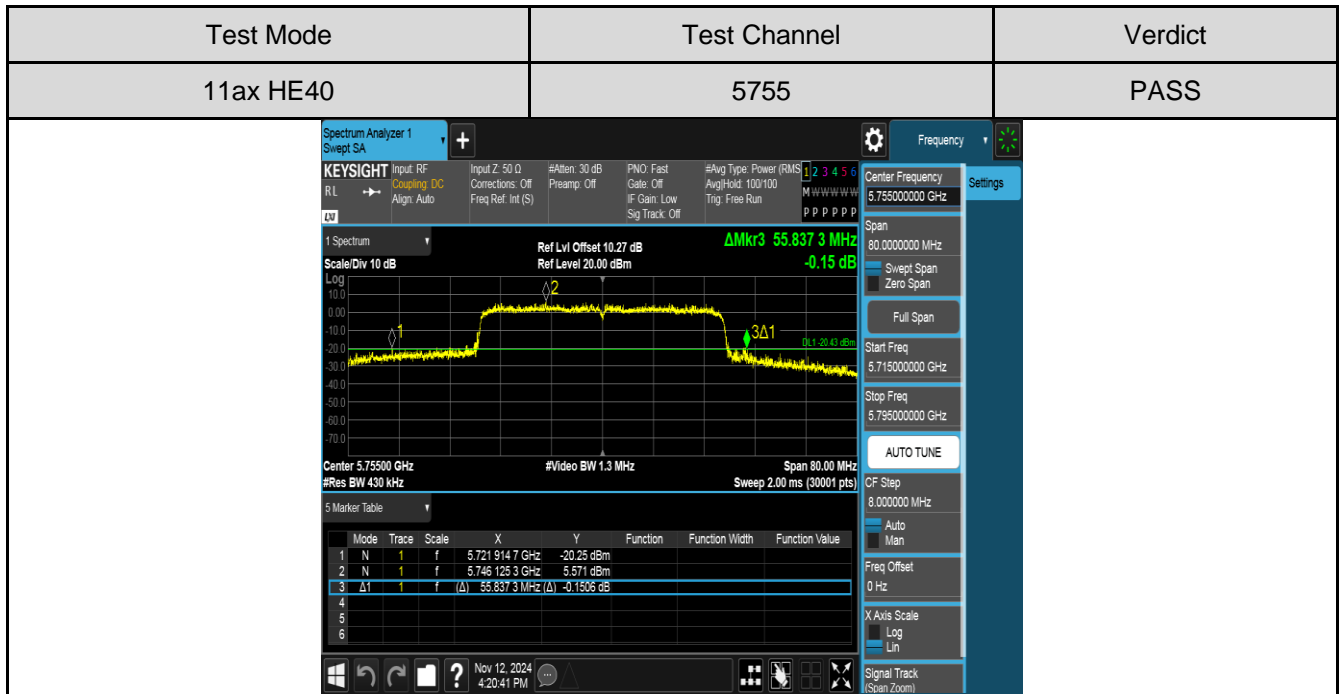 Test Mode Test Channel Verdict
11ax HE40 5755 PASS
Spectrum Analyzer 1
Swept SA
+
Frequency
KEYSIGHT Input: RF Input Z: 50 Ω #Atten: 30 dB PNO: Fast #Avg Type: Power (RMS 1 2 3 4 5 6
RL Coupling: DC Corrections: Off Preamp: Off Gate: Off Avg|Hold: 100/100 M W W W W W
Align: Auto Freq Ref: Int (S) IF Gain: Low Trig: Free Run
LXI Sig Track: Off P P P P P P
Center Frequency Settings
5.755000000 GHz
Span
80.0000000 MHz
Swept Span
Zero Span
Full Span
Start Freq
5.715000000 GHz
Stop Freq
5.795000000 GHz
AUTO TUNE
CF Step
8.000000 MHz
Auto
Man
Freq Offset
0 Hz
X Axis Scale
Log
Lin
Signal Track
(Span Zoom)
1 Spectrum Ref Lvl Offset 10.27 dB ΔMkr3 55.837 3 MHz
Scale/Div 10 dB Ref Level 20.00 dBm -0.15 dB
Log
10.0
0.00
-10.0
-20.0
-30.0
-40.0
-50.0
-60.0
-70.0
1
2
3Δ1
DL1 -20.43 dBm
Center 5.75500 GHz #Video BW 1.3 MHz Span 80.00 MHz
#Res BW 430 kHz Sweep 2.00 ms (30001 pts)
5 Marker Table
Mode Trace Scale X Y Function Function Width Function Value
1 N 1 f 5.721 914 7 GHz -20.25 dBm
2 N 1 f 5.746 125 3 GHz 5.571 dBm
3 Δ1 1 f (Δ) 55.837 3 MHz (Δ) -0.1506 dB
4
5
6
? Nov 12, 2024
4:20:41 PM